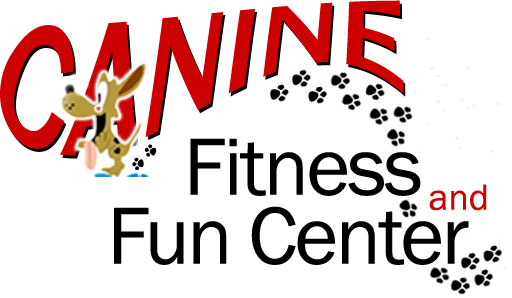 CANINE
Fitness
and
Fun Center